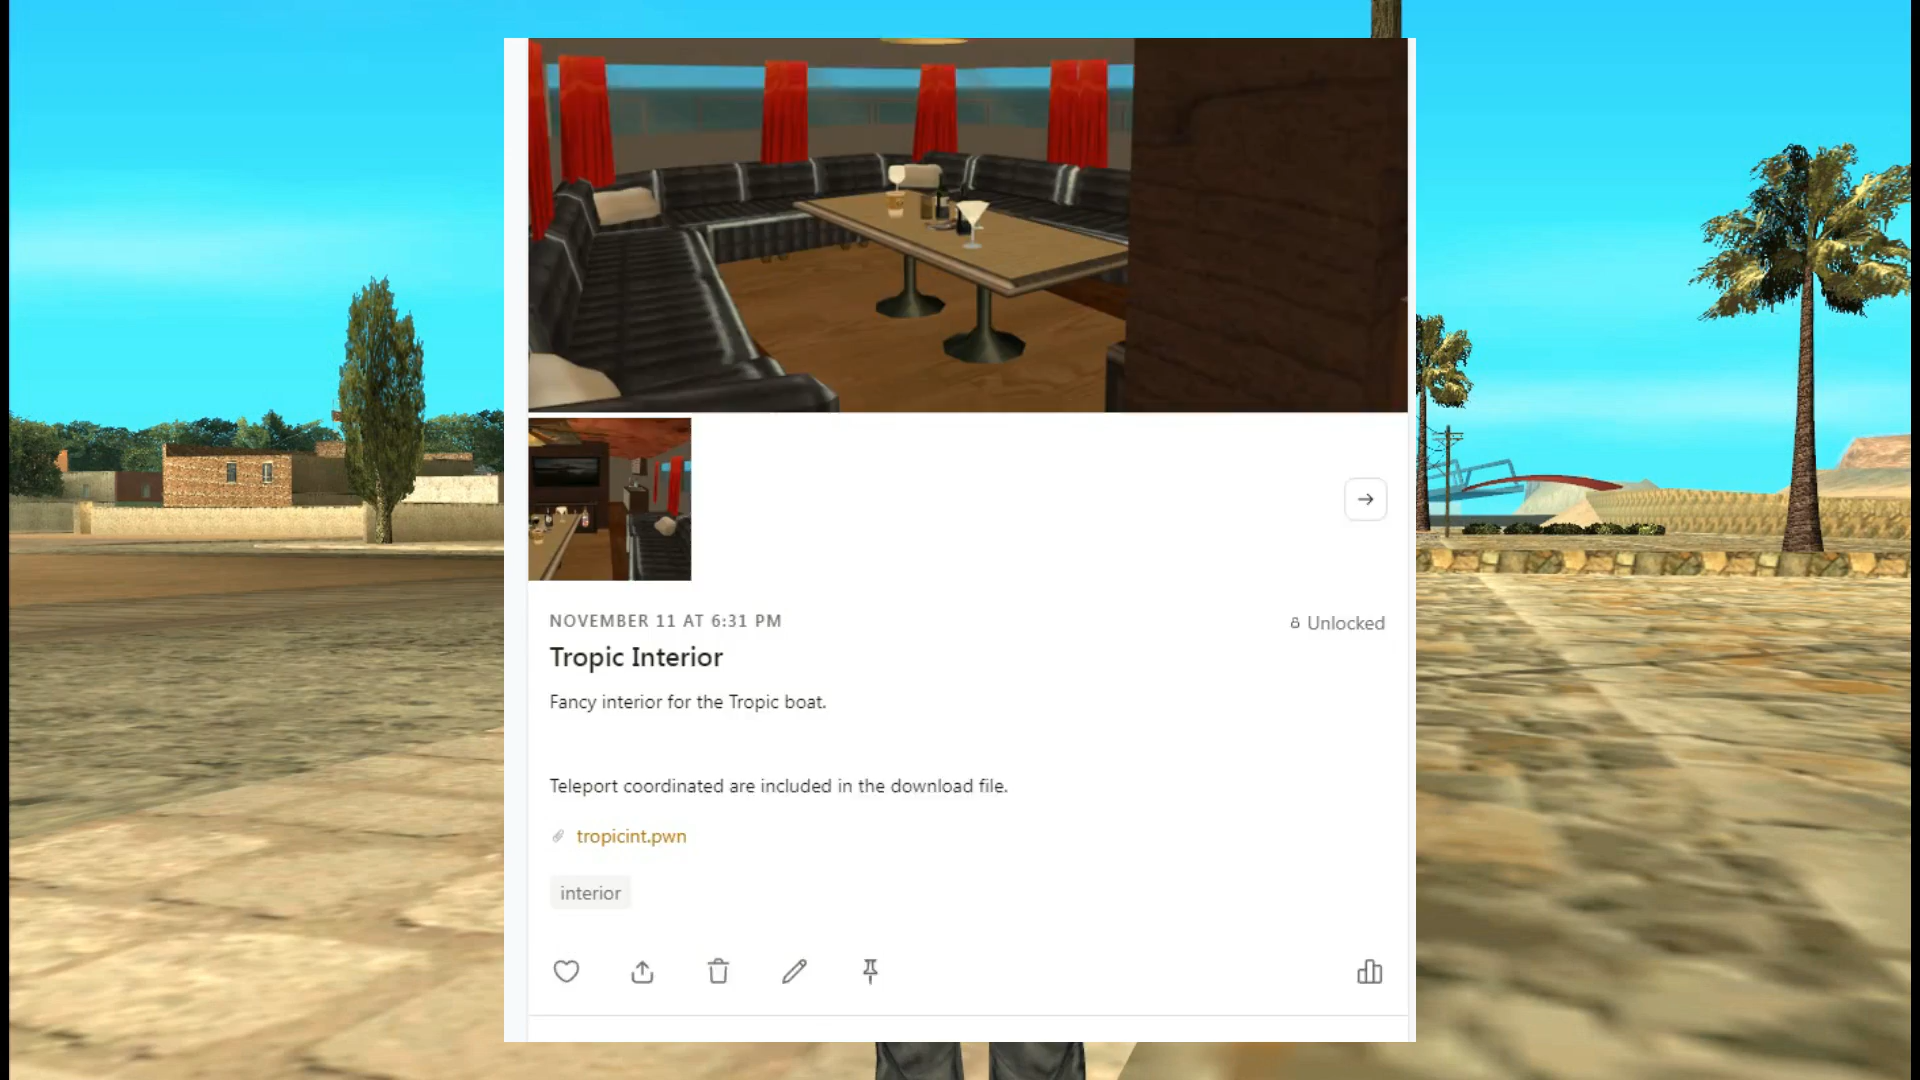 NOVEMBER 11 AT 6:31 PM
Unlocked
Tropic Interior
Fancy interior for the Tropic boat.
Teleport coordinated are included in the download file.
tropicint.pwn
interior